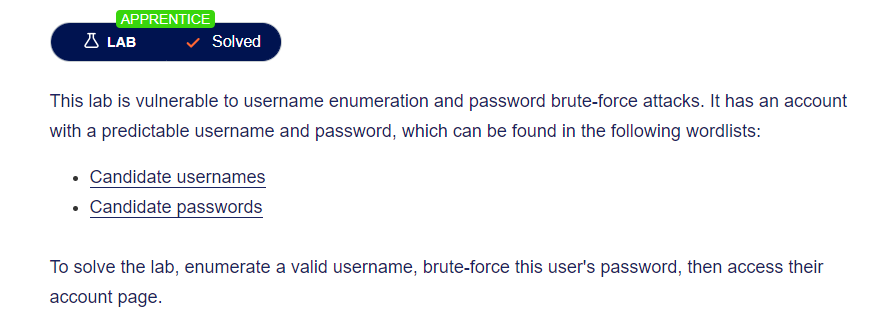 APPRENTICE
LAB Solved
This lab is vulnerable to username enumeration and password brute-force attacks. It has an account
with a predictable username and password, which can be found in the following wordlists:
• Candidate usernames
• Candidate passwords
To solve the lab, enumerate a valid username, brute-force this user's password, then access their
account page.